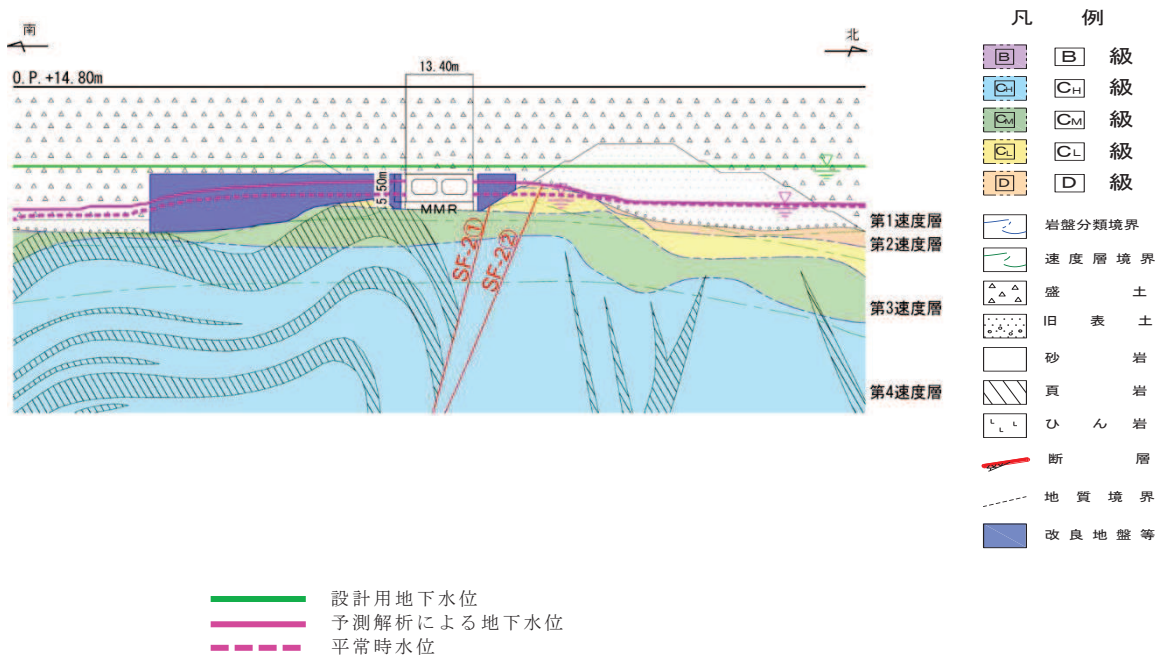 南
北
13.40m
O.P.+14.80m
5.50m
MMR
SF-2①
SF-2②
第1速度層
第2速度層
第3速度層
第4速度層
凡 例
B B 級
CH CH 級
CM CM 級
CL CL 級
D D 級
岩盤分類境界
速度層境界
盛土
旧表土
砂岩
頁岩
ひん岩
断層
地質境界
改良地盤等
設計用地下水位
予測解析による地下水位
平常時水位